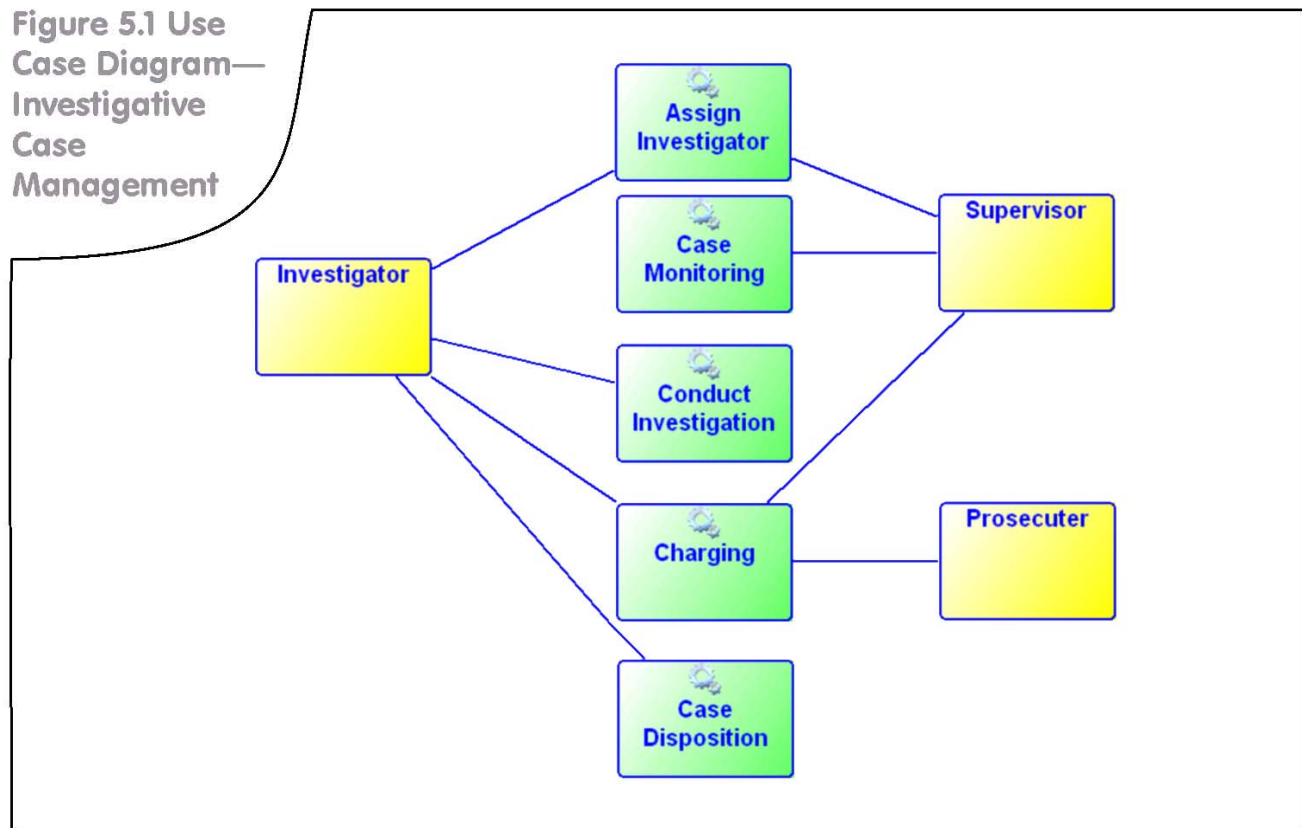 Figure 5.1 Use
Case Diagram—
Investigative
Case
Management
Assign
Investigator
Supervisor
Case
Monitoring
Investigator
Conduct
Investigation
Charging
Prosecuter
Case
Disposition